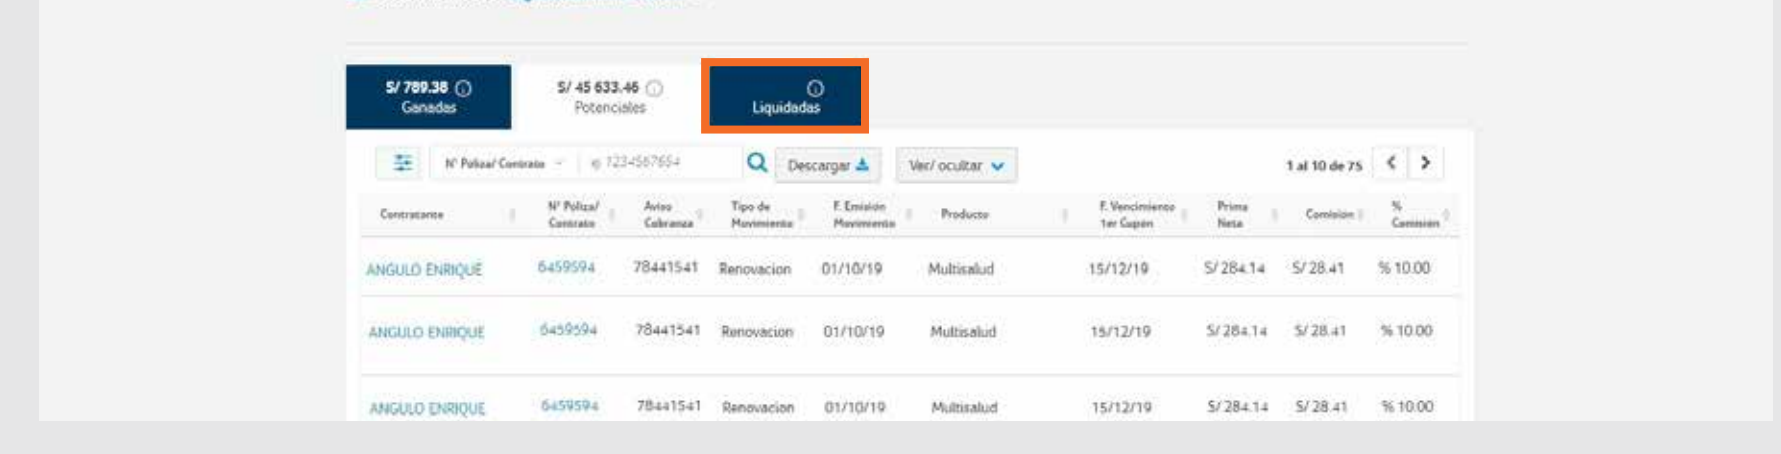 S/ 789.38
Ganadas
S/ 45 633.46
Potenciales
Liquidadas
N° Poliza/ Contrato
ej 1234567654
Descargar
Ver/ ocultar
1 al 10 de 75
Contratante N° Poliza/ Contrato Aviso Cobranza Tipo de Movimiento F. Emisión Movimiento Producto F. Vencimiento 1er Cupón Prima Neta Comision % Comision
ANGULO ENRIQUE 6459594 78441541 Renovacion 01/10/19 Multisalud 15/12/19 S/ 284.14 S/ 28.41 % 10.00
ANGULO ENRIQUE 6459594 78441541 Renovacion 01/10/19 Multisalud 15/12/19 S/ 284.14 S/ 28.41 % 10.00
ANGULO ENRIQUE 6459594 78441541 Renovacion 01/10/19 Multisalud 15/12/19 S/ 284.14 S/ 28.41 % 10.00